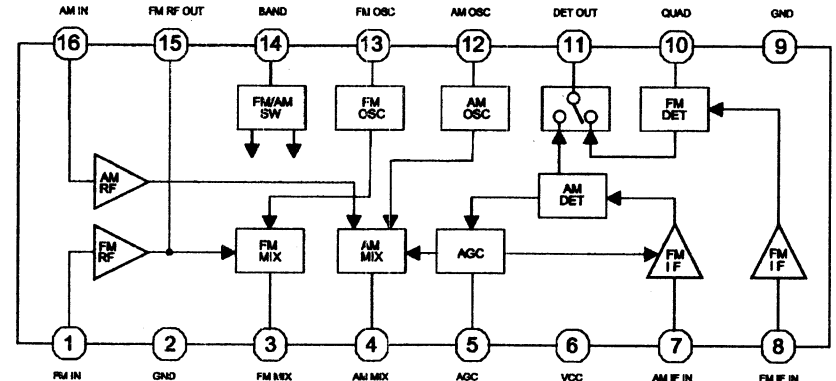 AM IN FM RF OUT BAND FM OSC AM OSC DET OUT QUAD GND
16 15 14 13 12 11 10 9
FM/AM
SW
FM
OSC
AM
OSC
FM
DET
AM
RF
AM
DET
FM
RF
FM
MIX
AM
MIX
AGC
FM
IF
FM
IF
1 2 3 4 5 6 7 8
FM IN GND FM MIX AM MIX AGC VCC AM IF IN FM IF IN